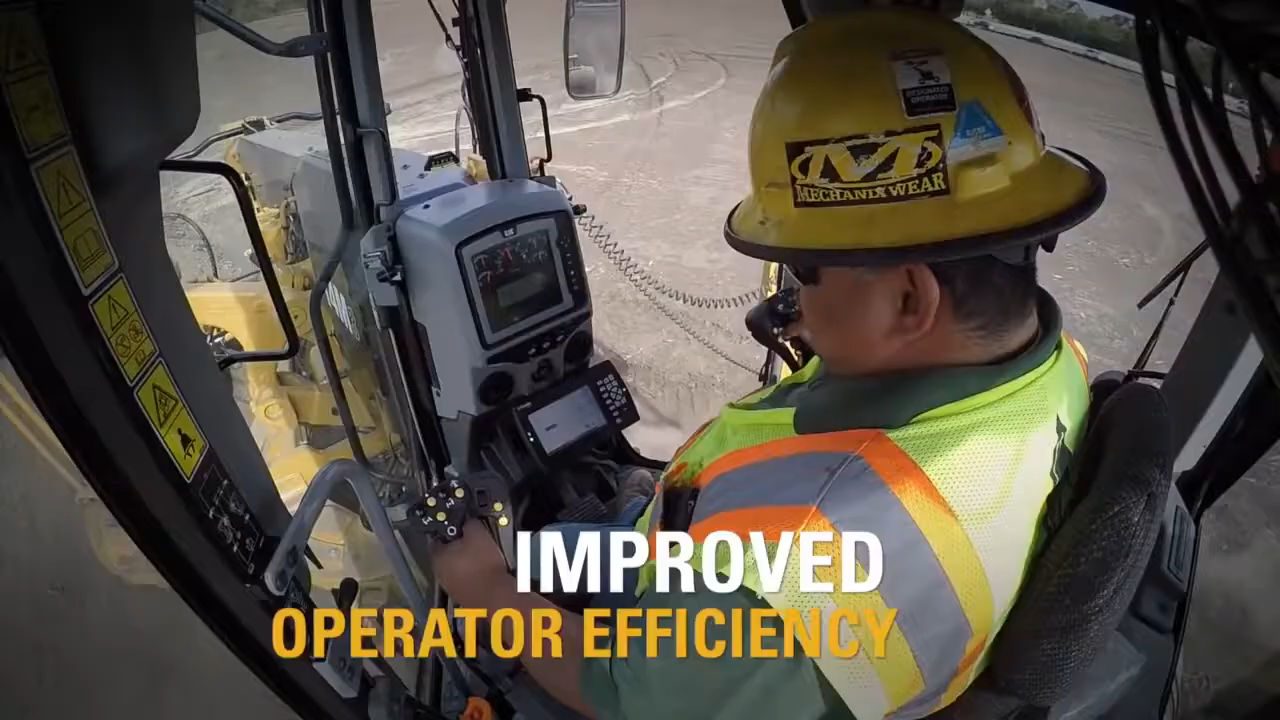 DESIGNATED
OPERATOR
MECHANIX WEAR
CAT
IMPROVED
OPERATOR EFFICIENCY